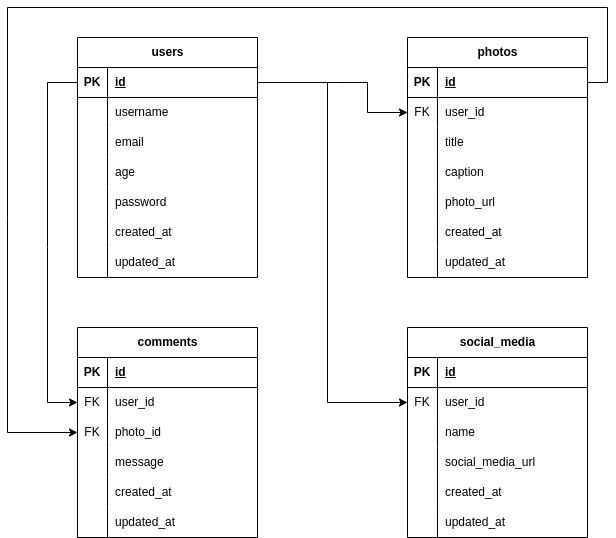 users
PK id
username
email
age
password
created_at
updated_at
photos
PK id
FK user_id
title
caption
photo_url
created_at
updated_at
comments
PK id
FK user_id
FK photo_id
message
created_at
updated_at
social_media
PK id
FK user_id
name
social_media_url
created_at
updated_at